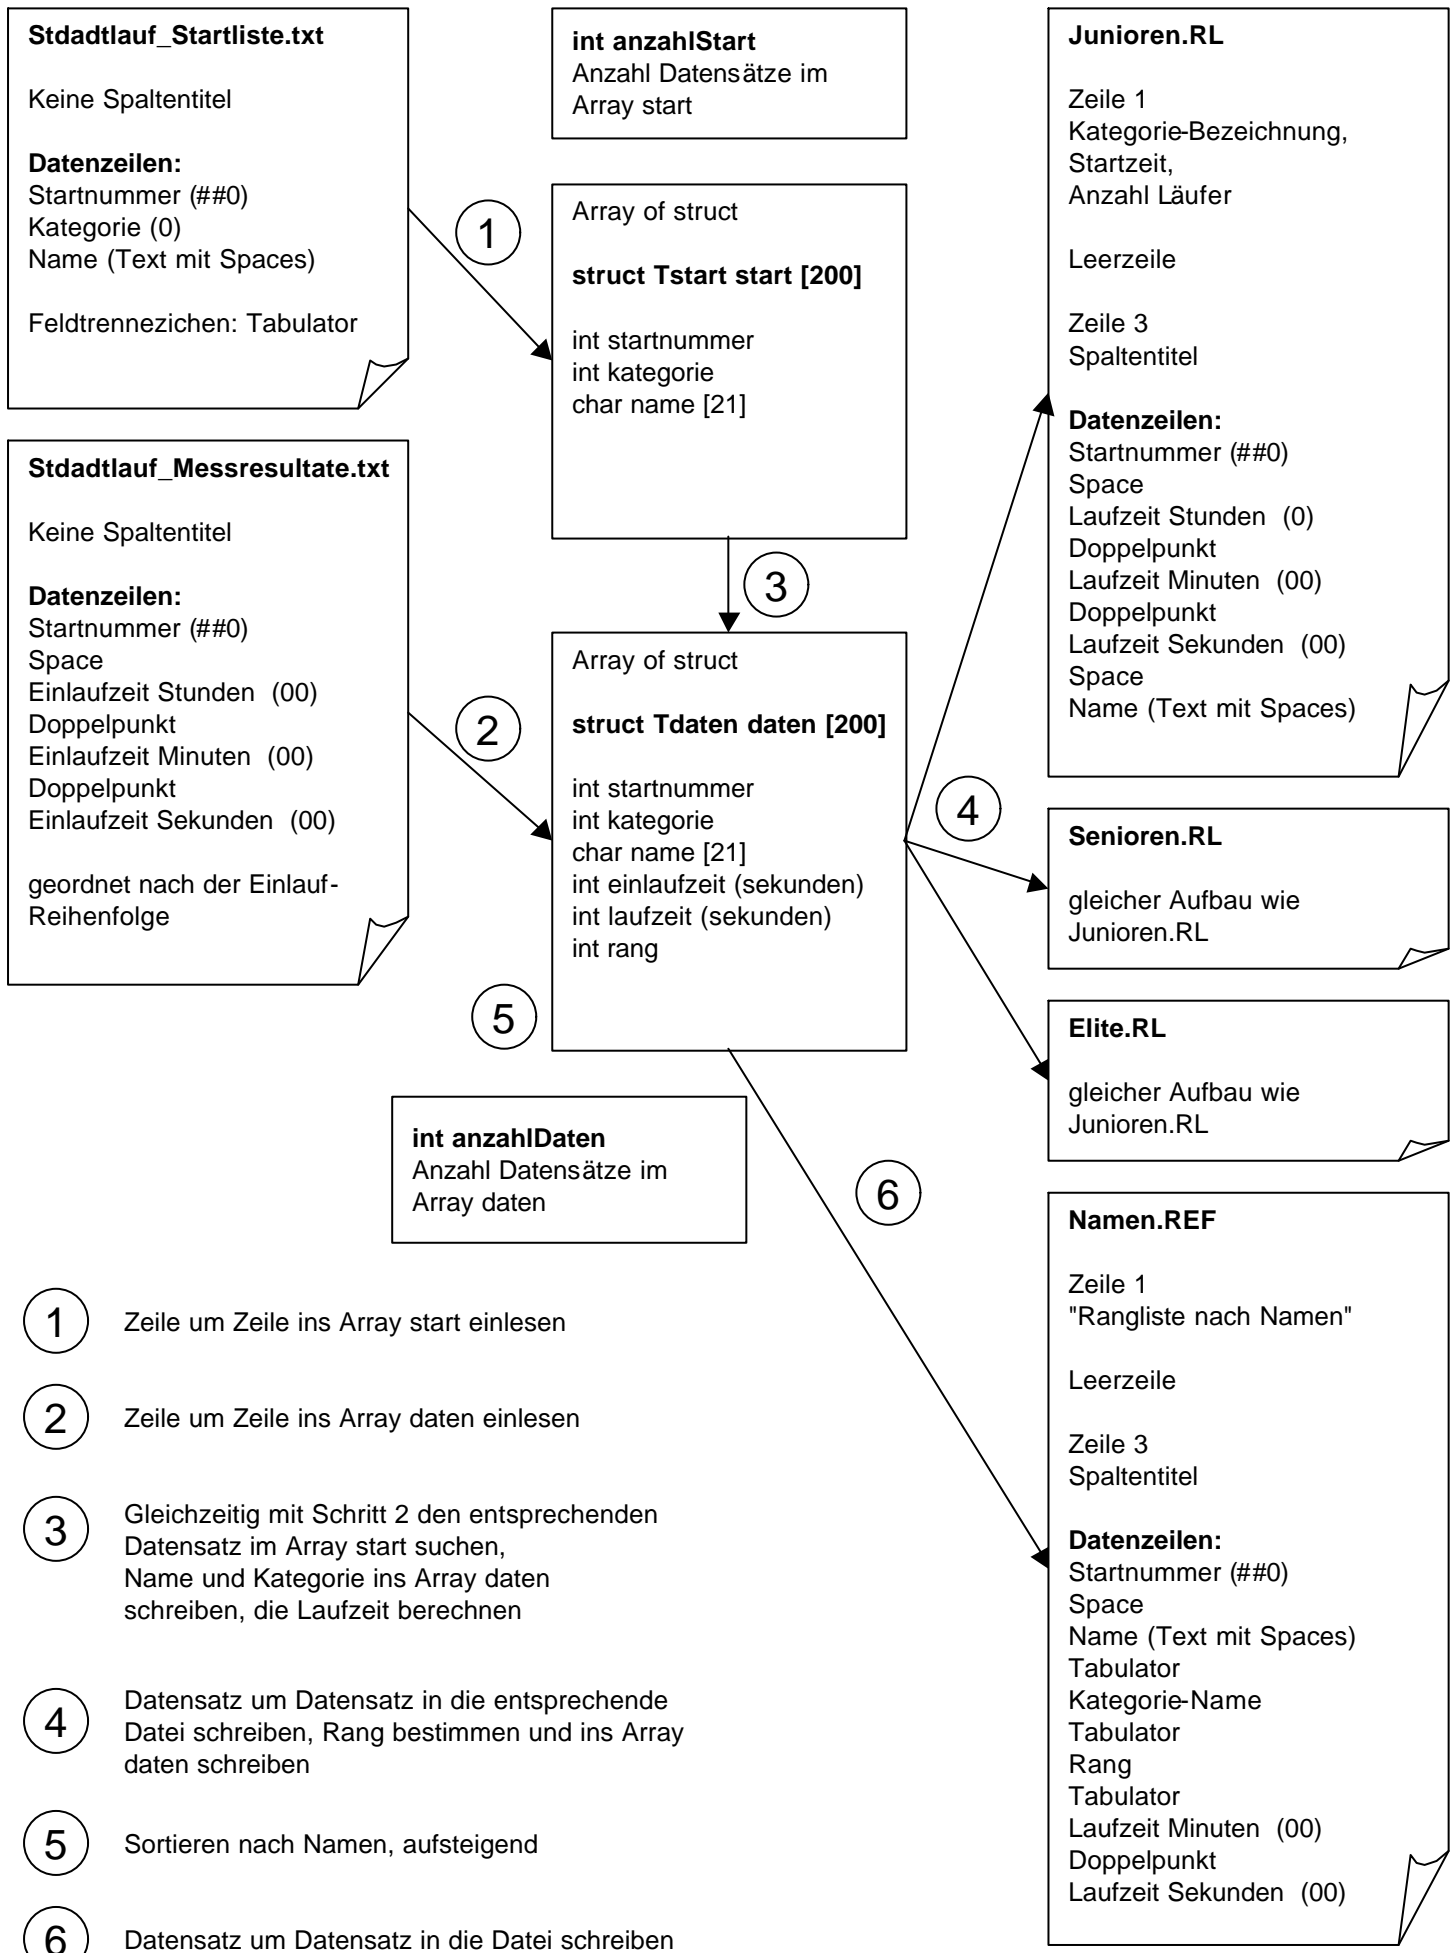 Stdadtlauf_Startliste.txt
Keine Spaltentitel
Datenzeilen:
Startnummer (##0)
Kategorie (0)
Name (Text mit Spaces)
Feldtrennezichen: Tabulator
Stdadtlauf_Messresultate.txt
Keine Spaltentitel
Datenzeilen:
Startnummer (##0)
Space
Einlaufzeit Stunden (00)
Doppelpunkt
Einlaufzeit Minuten (00)
Doppelpunkt
Einlaufzeit Sekunden (00)
geordnet nach der Einlauf-
Reihenfolge
int anzahlStart
Anzahl Datensätze im
Array start
1
Array of struct
struct Tstart start [200]
int startnummer
int kategorie
char name [21]
3
2
Array of struct
struct Tdaten daten [200]
int startnummer
int kategorie
char name [21]
int einlaufzeit (sekunden)
int laufzeit (sekunden)
int rang
5
int anzahlDaten
Anzahl Datensätze im
Array daten
4
6
Junioren.RL
Zeile 1
Kategorie-Bezeichnung,
Startzeit,
Anzahl Läufer
Leerzeile
Zeile 3
Spaltentitel
Datenzeilen:
Startnummer (##0)
Space
Laufzeit Stunden (0)
Doppelpunkt
Laufzeit Minuten (00)
Doppelpunkt
Laufzeit Sekunden (00)
Space
Name (Text mit Spaces)
Senioren.RL
gleicher Aufbau wie
Junioren.RL
Elite.RL
gleicher Aufbau wie
Junioren.RL
Namen.REF
Zeile 1
"Rangliste nach Namen"
Leerzeile
Zeile 3
Spaltentitel
Datenzeilen:
Startnummer (##0)
Space
Name (Text mit Spaces)
Tabulator
Kategorie-Name
Tabulator
Rang
Tabulator
Laufzeit Minuten (00)
Doppelpunkt
Laufzeit Sekunden (00)
1 Zeile um Zeile ins Array start einlesen
2 Zeile um Zeile ins Array daten einlesen
3 Gleichzeitig mit Schritt 2 den entsprechenden
Datensatz im Array start suchen,
Name und Kategorie ins Array daten
schreiben, die Laufzeit berechnen
4 Datensatz um Datensatz in die entsprechende
Datei schreiben, Rang bestimmen und ins Array
daten schreiben
5 Sortieren nach Namen, aufsteigend
6 Datensatz um Datensatz in die Datei schreiben